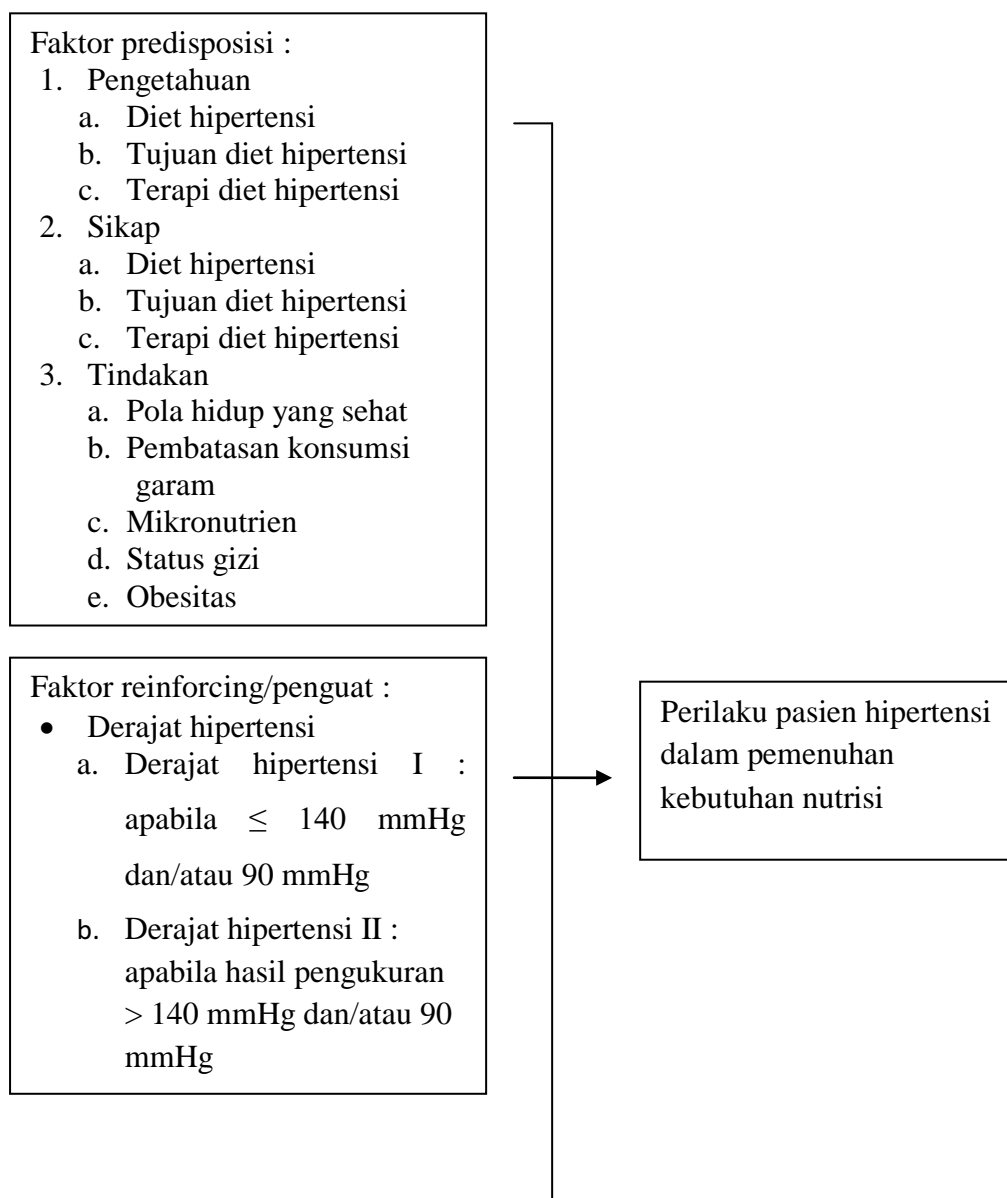 Faktor predisposisi :
1. Pengetahuan
a. Diet hipertensi
b. Tujuan diet hipertensi
c. Terapi diet hipertensi
2. Sikap
a. Diet hipertensi
b. Tujuan diet hipertensi
c. Terapi diet hipertensi
3. Tindakan
a. Pola hidup yang sehat
b. Pembatasan konsumsi
garam
c. Mikronutrien
d. Status gizi
e. Obesitas
Faktor reinforcing/penguat :
• Derajat hipertensi
a. Derajat hipertensi I :
apabila ≤ 140 mmHg
dan/atau 90 mmHg
b. Derajat hipertensi II :
apabila hasil pengukuran
> 140 mmHg dan/atau 90
mmHg
Perilaku pasien hipertensi
dalam pemenuhan
kebutuhan nutrisi